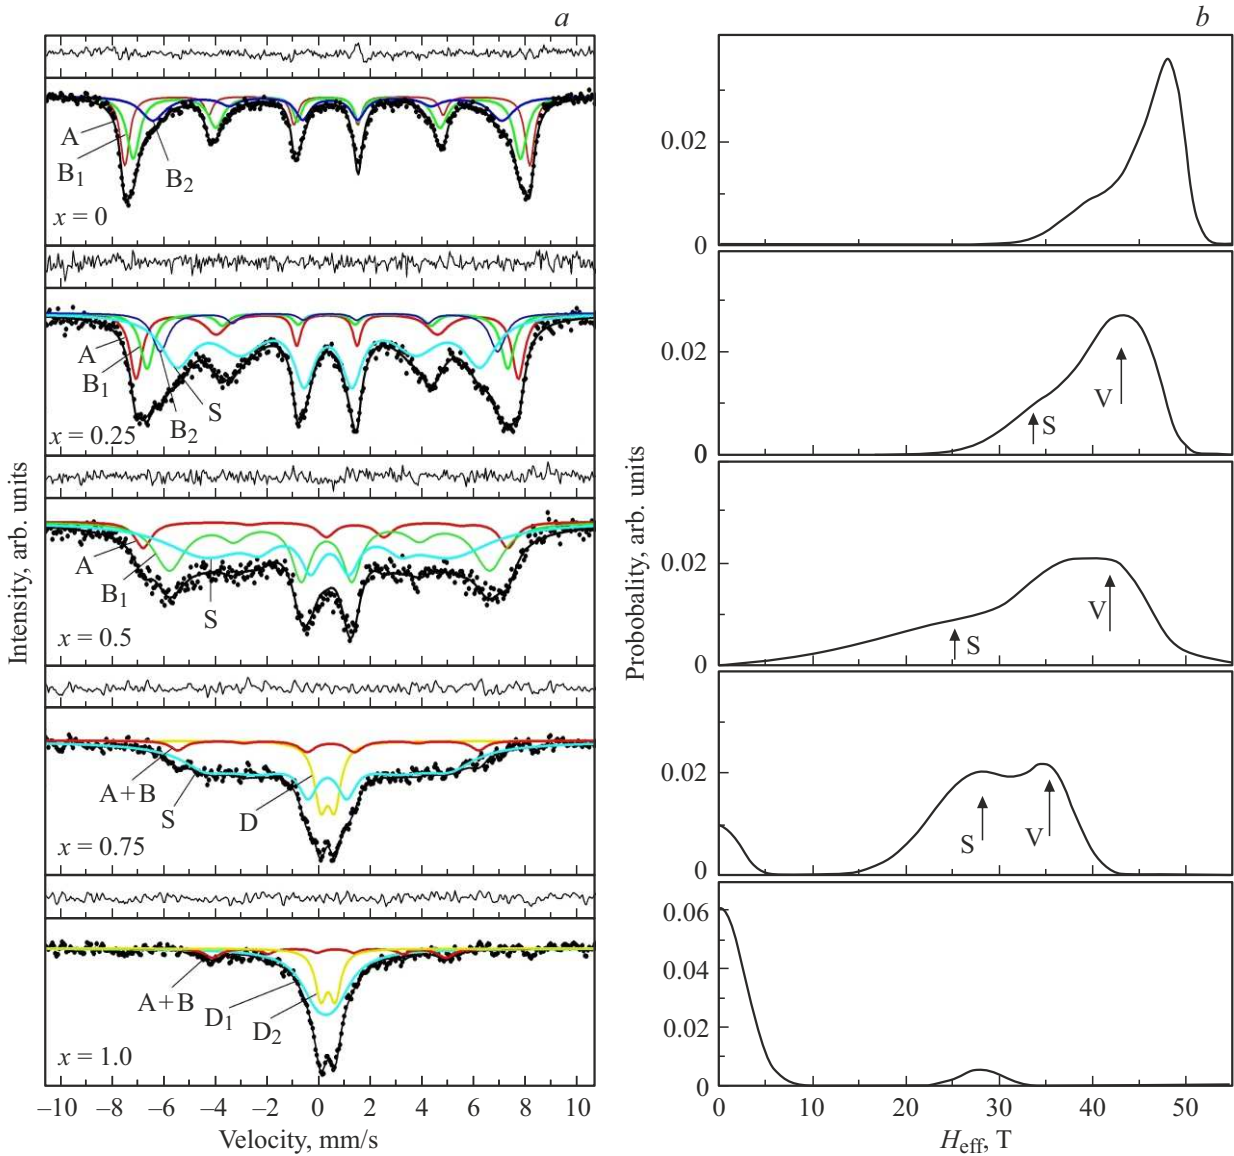 a
b
A
B1
B2
x = 0
A
B1
S
B2
x = 0.25
A
B1
S
x = 0.5
A+B
S
D
x = 0.75
A+B
D1
D2
x = 1.0
Intensity, arb. units
–10 –8 –6 –4 –2 0 2 4 6 8 10
Velocity, mm/s
0.02
0
0.02
0
S
V
0.02
0
S
V
0.02
0
S
V
0.06
0.04
0.02
0
Probobality, arb. units
0 10 20 30 40 50
Heff, T